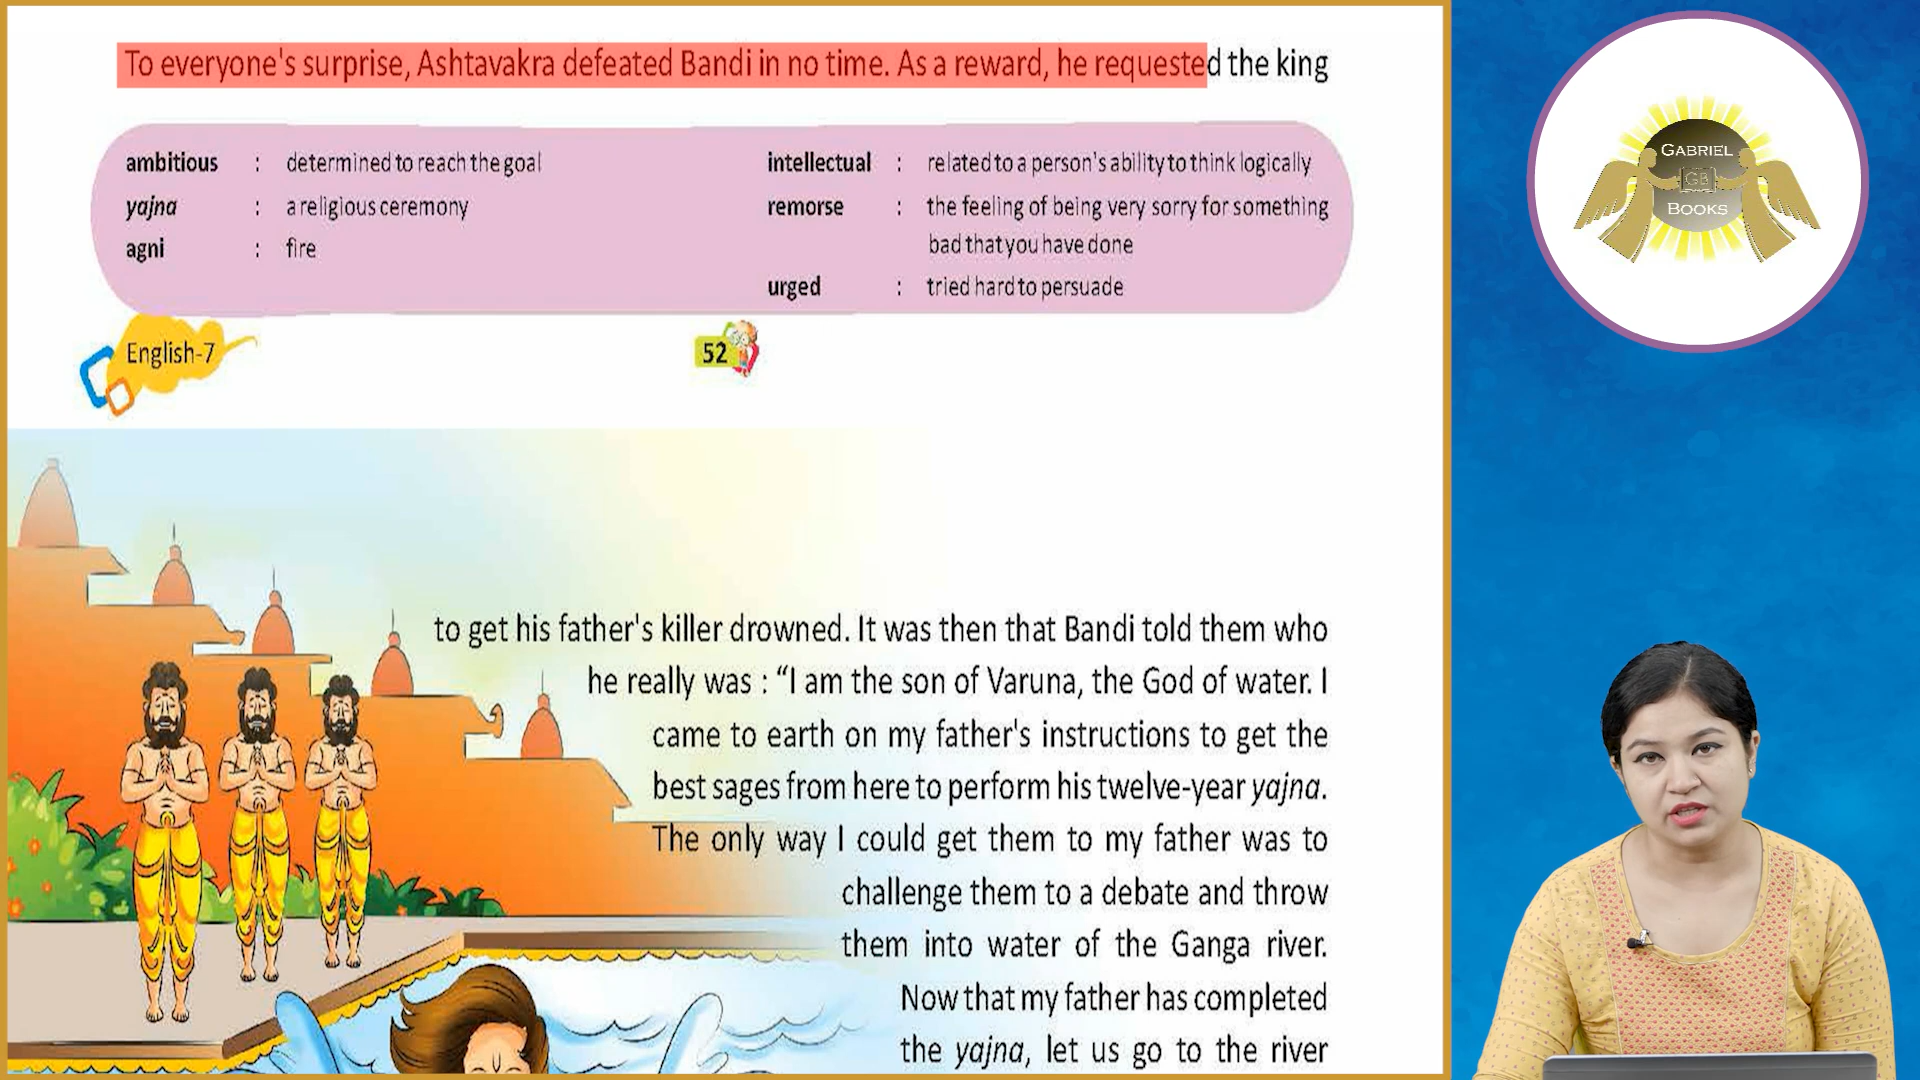 To everyone's surprise, Ashtavakra defeated Bandi in no time. As a reward, he requested the king
ambitious : determined to reach the goal
yajna : a religious ceremony
agni : fire
intellectual : related to a person's ability to think logically
remorse : the feeling of being very sorry for something
bad that you have done
urged : tried hard to persuade
English-7
52
to get his father's killer drowned. It was then that Bandi told them who
he really was : “I am the son of Varuna, the God of water. I
came to earth on my father's instructions to get the
best sages from here to perform his twelve-year yajna.
The only way I could get them to my father was to
challenge them to a debate and throw
them into water of the Ganga river.
Now that my father has completed
the yajna, let us go to the river
GABRIEL
GB
BOOKS